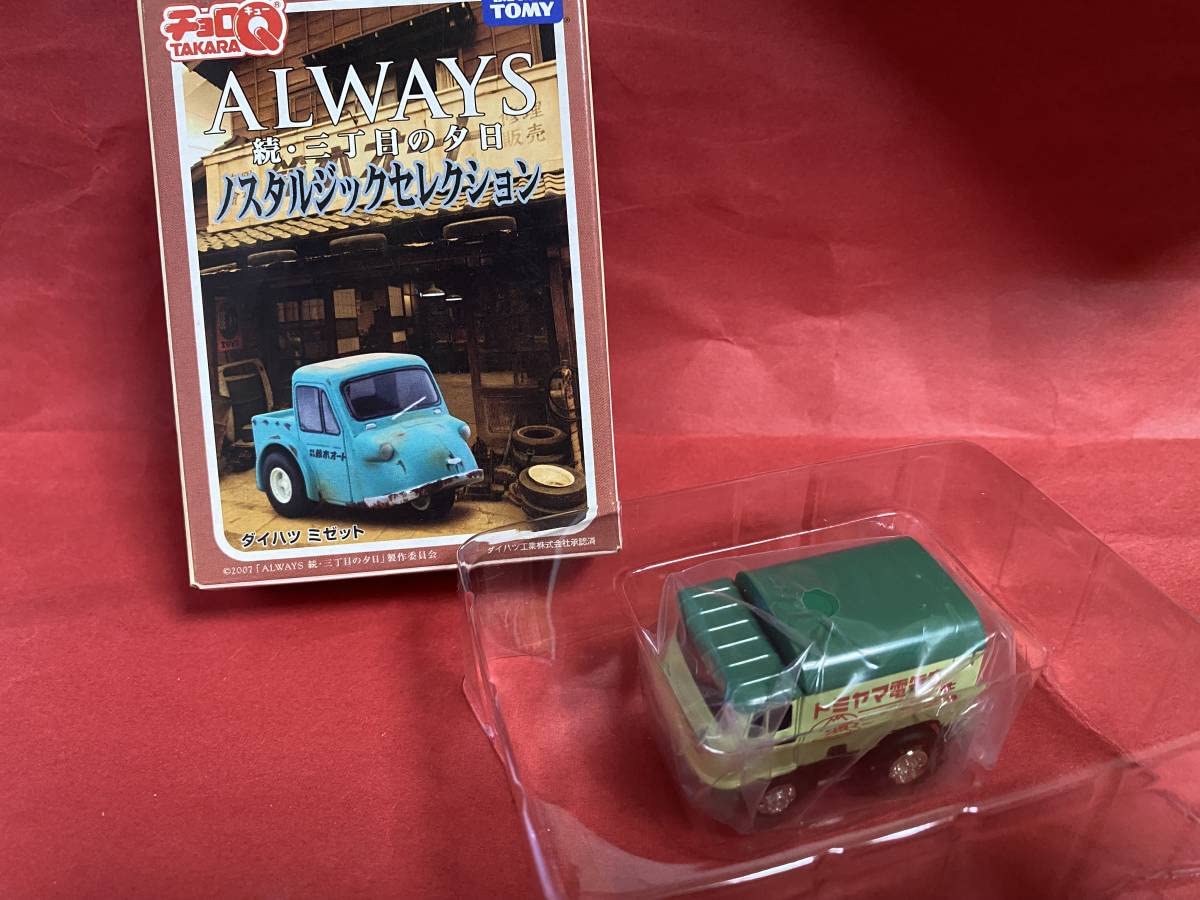 チョロQ
キュー
TAKARA
TOMY
ALWAYS
続・三丁目の夕日
ノスタルジックセレクション
販売
鈴木オート
ダイハツ ミゼット
©2007「ALWAYS 続・三丁目の夕日」製作委員会
ダイハツ工業株式会社承認済
トミヤマ電